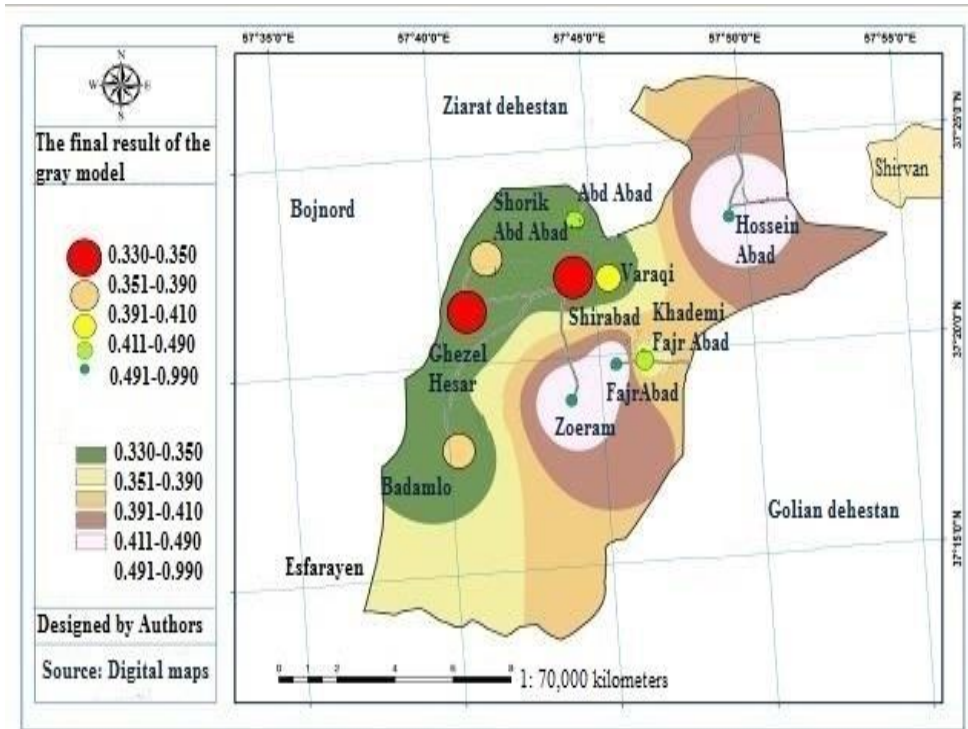 57°35'0"E 57°40'0"E 57°45'0"E 57°50'0"E 57°55'0"E
N
W E
S
The final result of the
gray model
0.330-0.350
0.351-0.390
0.391-0.410
0.411-0.490
0.491-0.990
0.330-0.350
0.351-0.390
0.391-0.410
0.411-0.490
0.491-0.990
Designed by Authors
Source: Digital maps
Ziarat dehestan
Bojnord
Shorik
Abd Abad
Abd Abad
Shirvan
Hossein
Abad
Varaqi
Shirabad
Khademi
Fajr Abad
Ghezel
Hesar
FajrAbad
Zoeram
Badamlo
Golian dehestan
Esfarayen
37°25'0"N
37°20'0"N
37°15'0"N
0 1 2 4 6 8
1: 70,000 kilometers